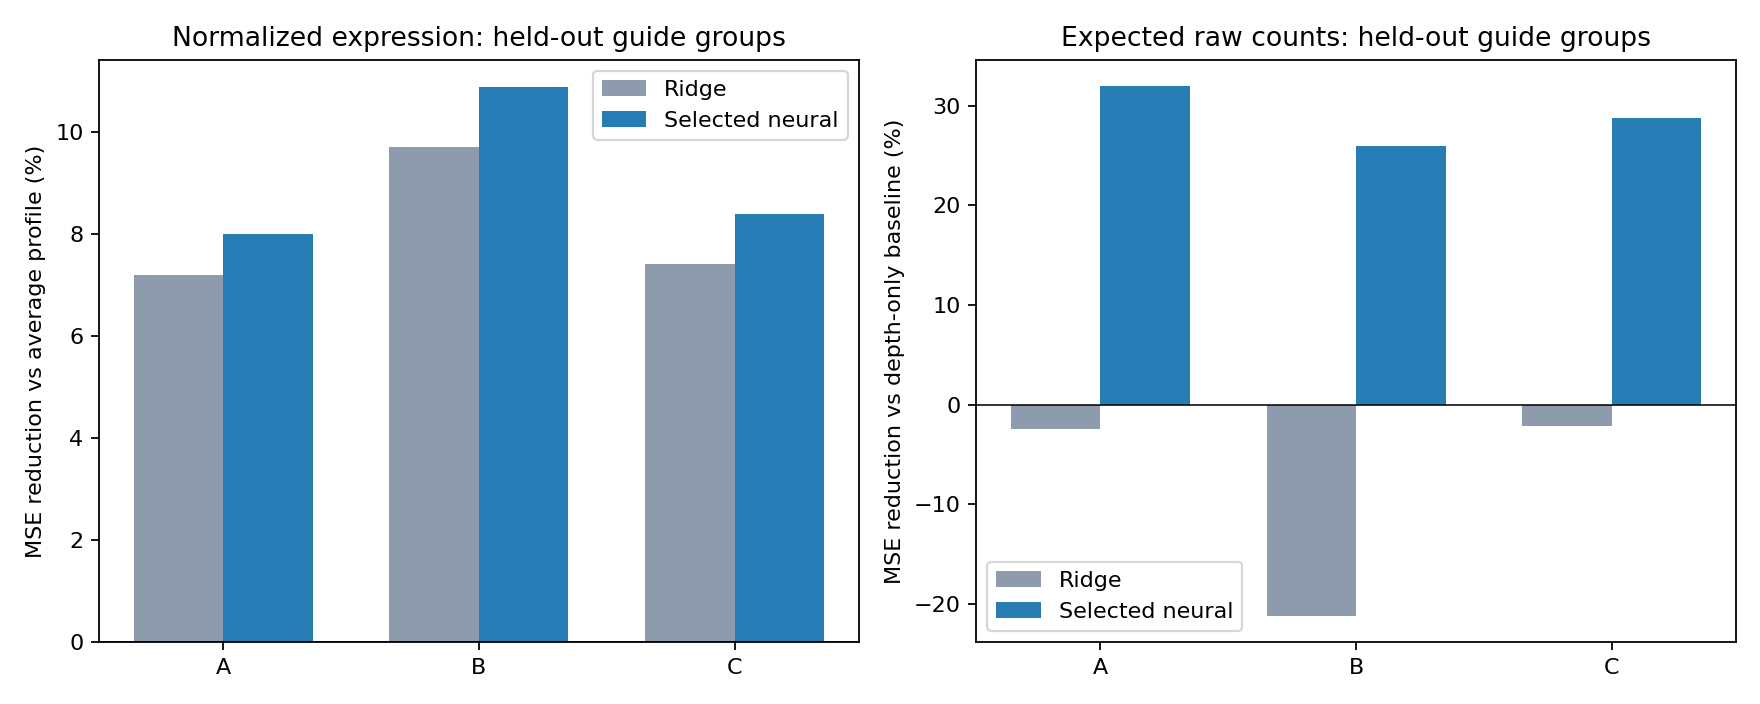 Normalized expression: held-out guide groups
MSE reduction vs average profile (%)
10
8
6
4
2
0
Ridge
Selected neural
A
B
C
Expected raw counts: held-out guide groups
MSE reduction vs depth-only baseline (%)
30
20
10
0
−10
−20
Ridge
Selected neural
A
B
C